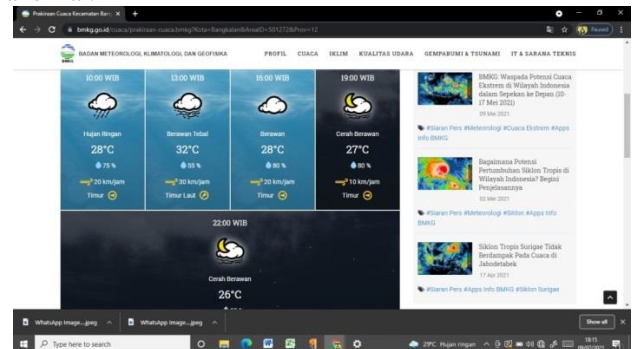 Prakiraan Cuaca Kecamatan Bang
bmkg.go.id/cuaca/prakiraan-cuaca.bmkg?Kota=Bangkalan&AreaID=501272&Prov=12
Paused
BMKG
BADAN METEOROLOGI, KLIMATOLOGI, DAN GEOFISIKA
PROFIL CUACA IKLIM KUALITAS UDARA GEMPABUMI & TSUNAMI IT & SARANA TEKNIS
10:00 WIB
Hujan Ringan
28°C
75 %
20 km/jam
Timur
13:00 WIB
Berawan Tebal
32°C
55 %
30 km/jam
Timur Laut
16:00 WIB
Berawan
28°C
80 %
20 km/jam
Timur
19:00 WIB
Cerah Berawan
27°C
80 %
10 km/jam
Timur
22:00 WIB
Cerah Berawan
26°C
BMKG: Waspada Potensi Cuaca
Ekstrem di Wilayah Indonesia
dalam Sepekan ke Depan (10-
17 Mei 2021)
09 Mei 2021
#Siaran Pers #Meteorologi #Cuaca Ekstrem #Apps
Info BMKG
Bagaimana Potensi
Pertumbuhan Siklon Tropis di
Wilayah Indonesia? Begini
Penjelasannya
02 Mei 2021
#Siaran Pers #Meteorologi #Siklon #Apps Info
BMKG
Siklon Tropis Surigae Tidak
Berdampak Pada Cuaca di
Jabodetabek
17 Apr 2021
#Siaran Pers #Apps Info BMKG #Siklon Surigae
WhatsApp Image....jpeg
WhatsApp Image....jpeg
Show all
Type here to search
29°C Hujan ringan
18:15
09/07/2021